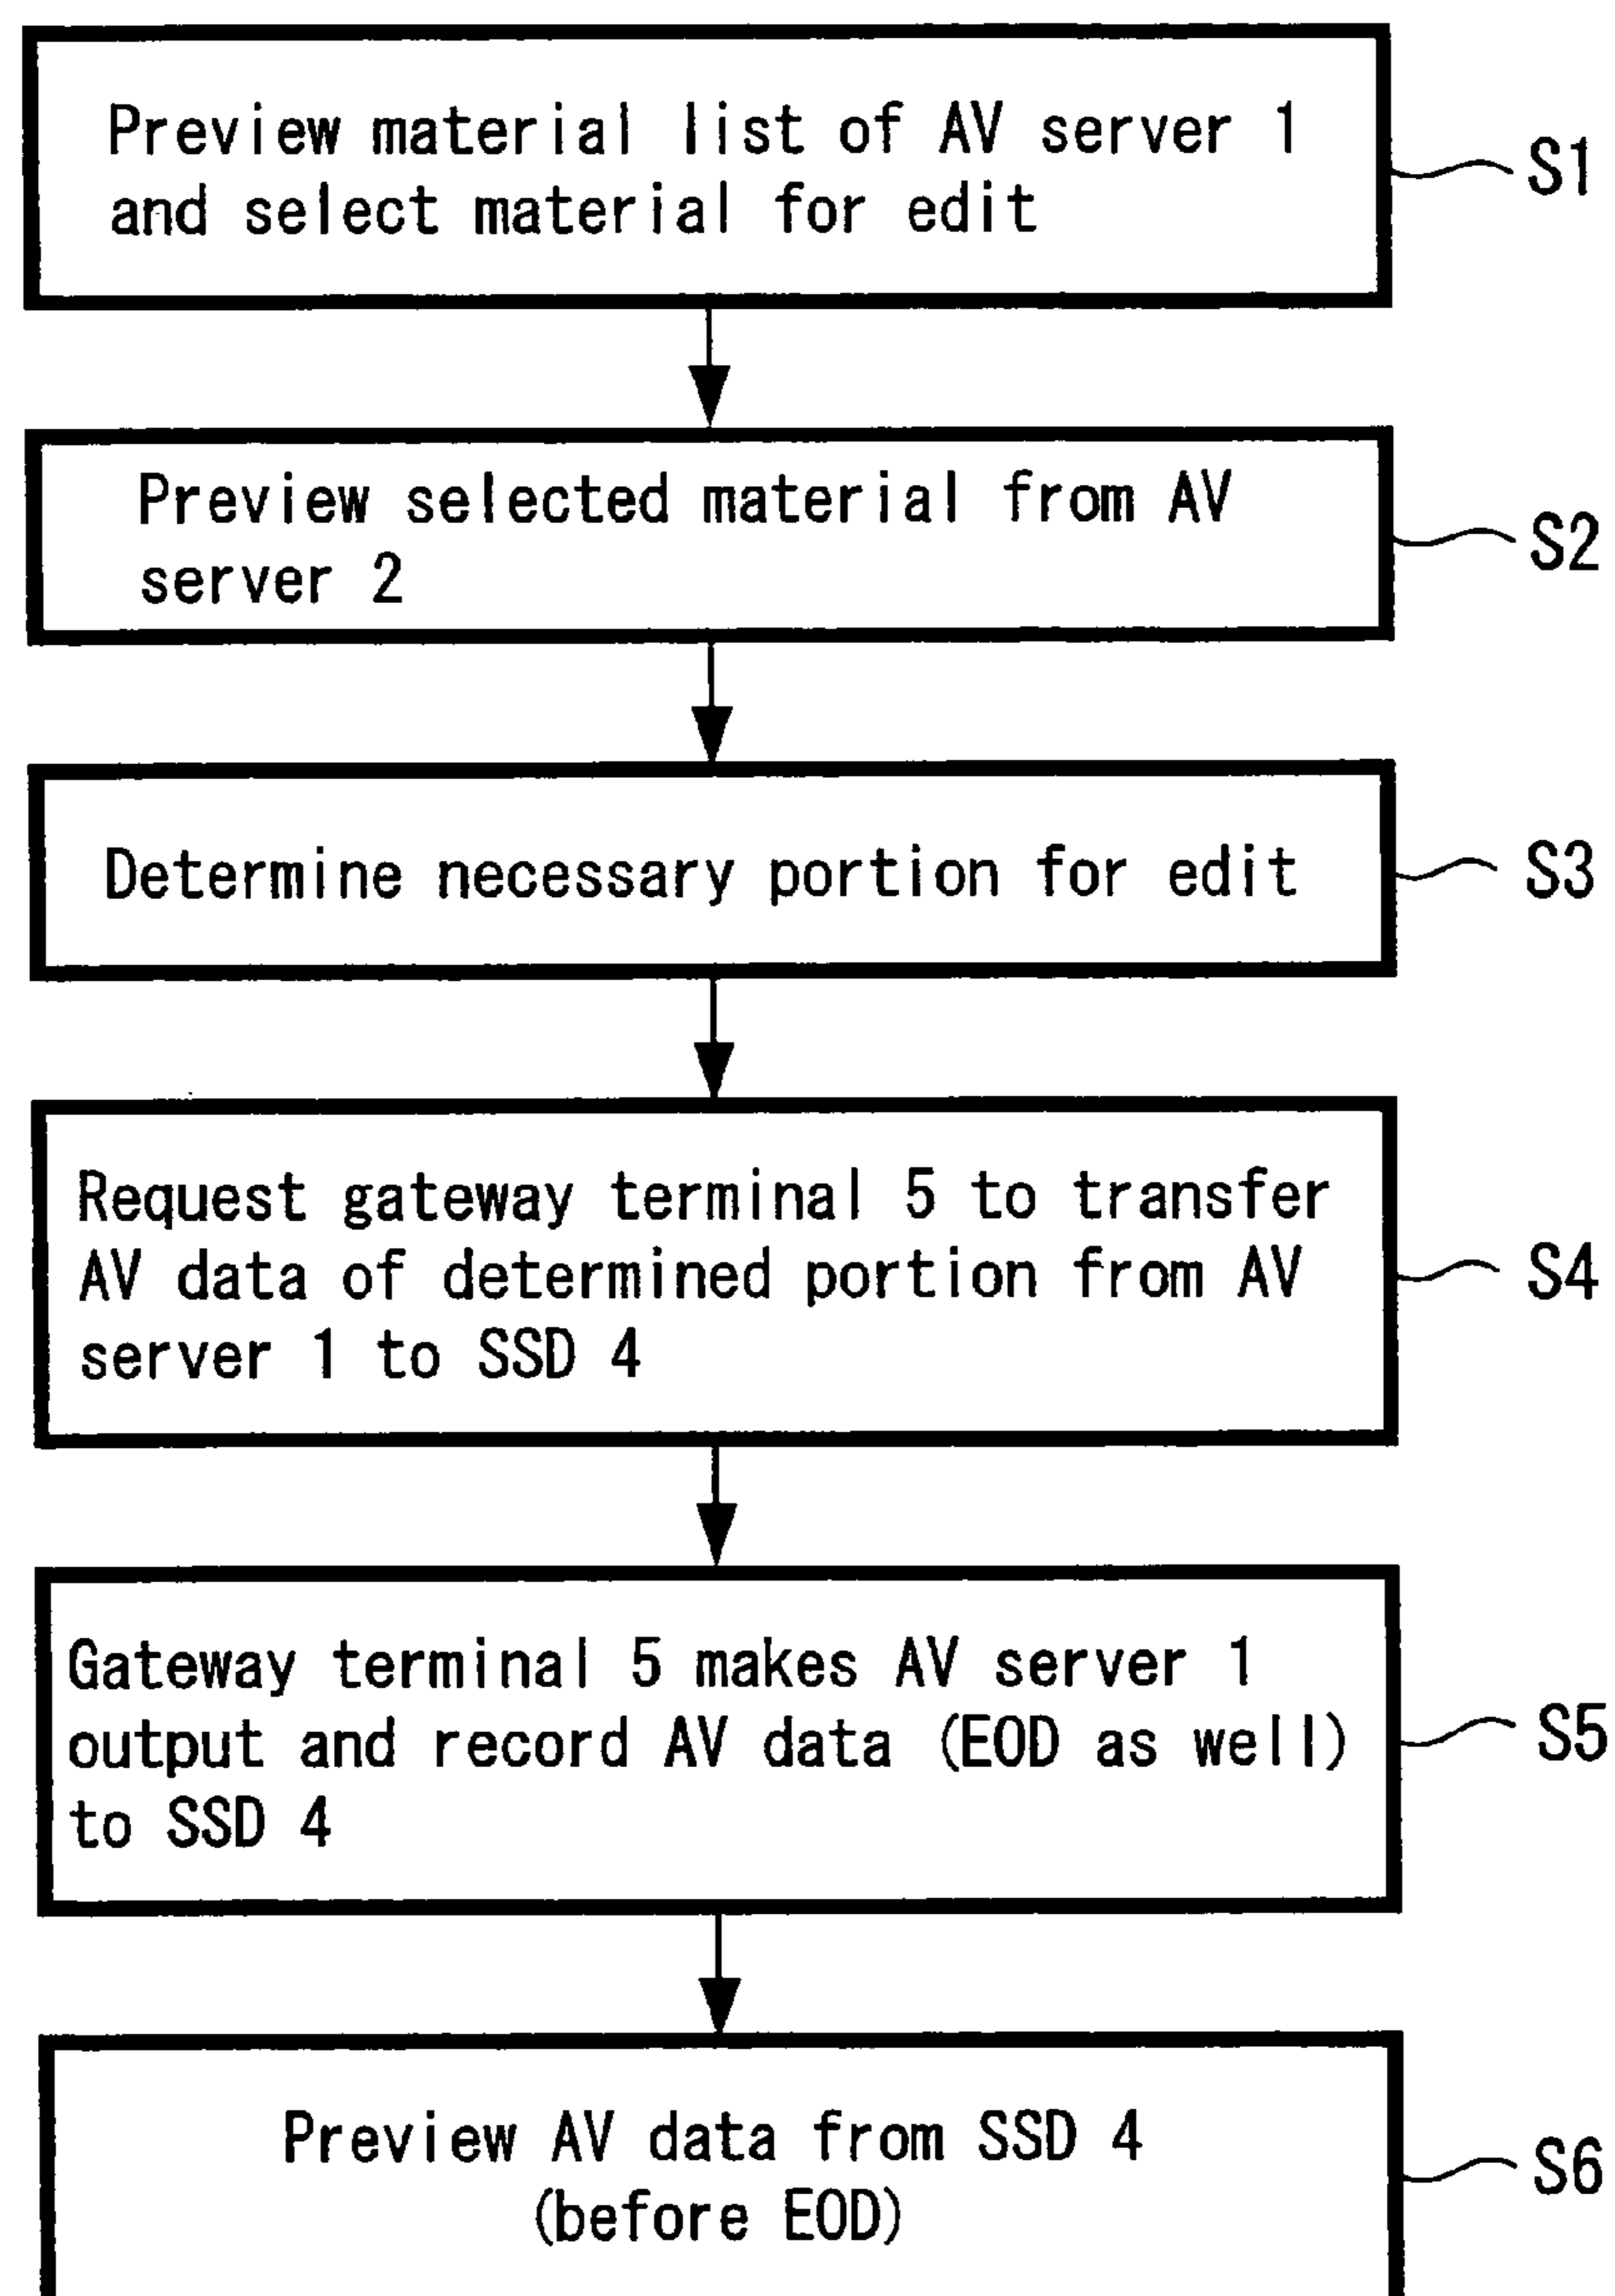 Preview material list of AV server 1
and select material for edit
S1
Preview selected material from AV
server 2
S2
Determine necessary portion for edit
S3
Request gateway terminal 5 to transfer
AV data of determined portion from AV
server 1 to SSD 4
S4
Gateway terminal 5 makes AV server 1
output and record AV data (EOD as well)
to SSD 4
S5
Preview AV data from SSD 4
(before EOD)
S6